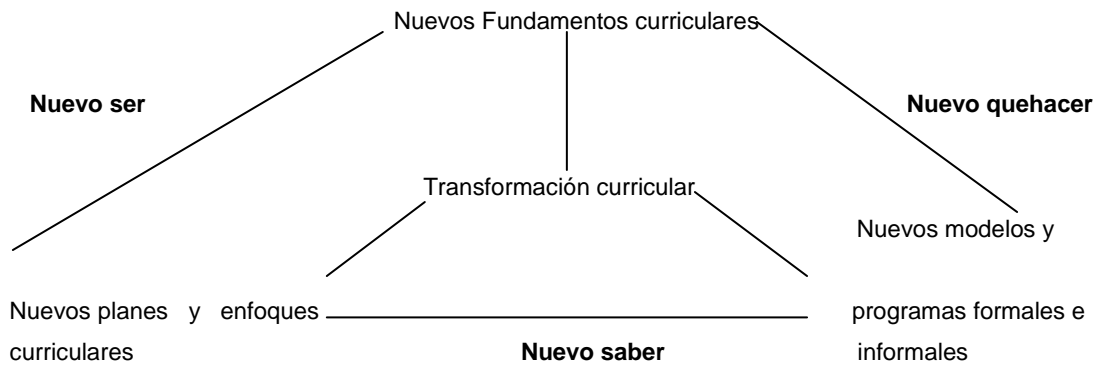 Nuevos Fundamentos curriculares
Nuevo ser
Nuevo quehacer
Transformación curricular
Nuevos modelos y
Nuevos planes y enfoques
programas formales e
curriculares
Nuevo saber
informales